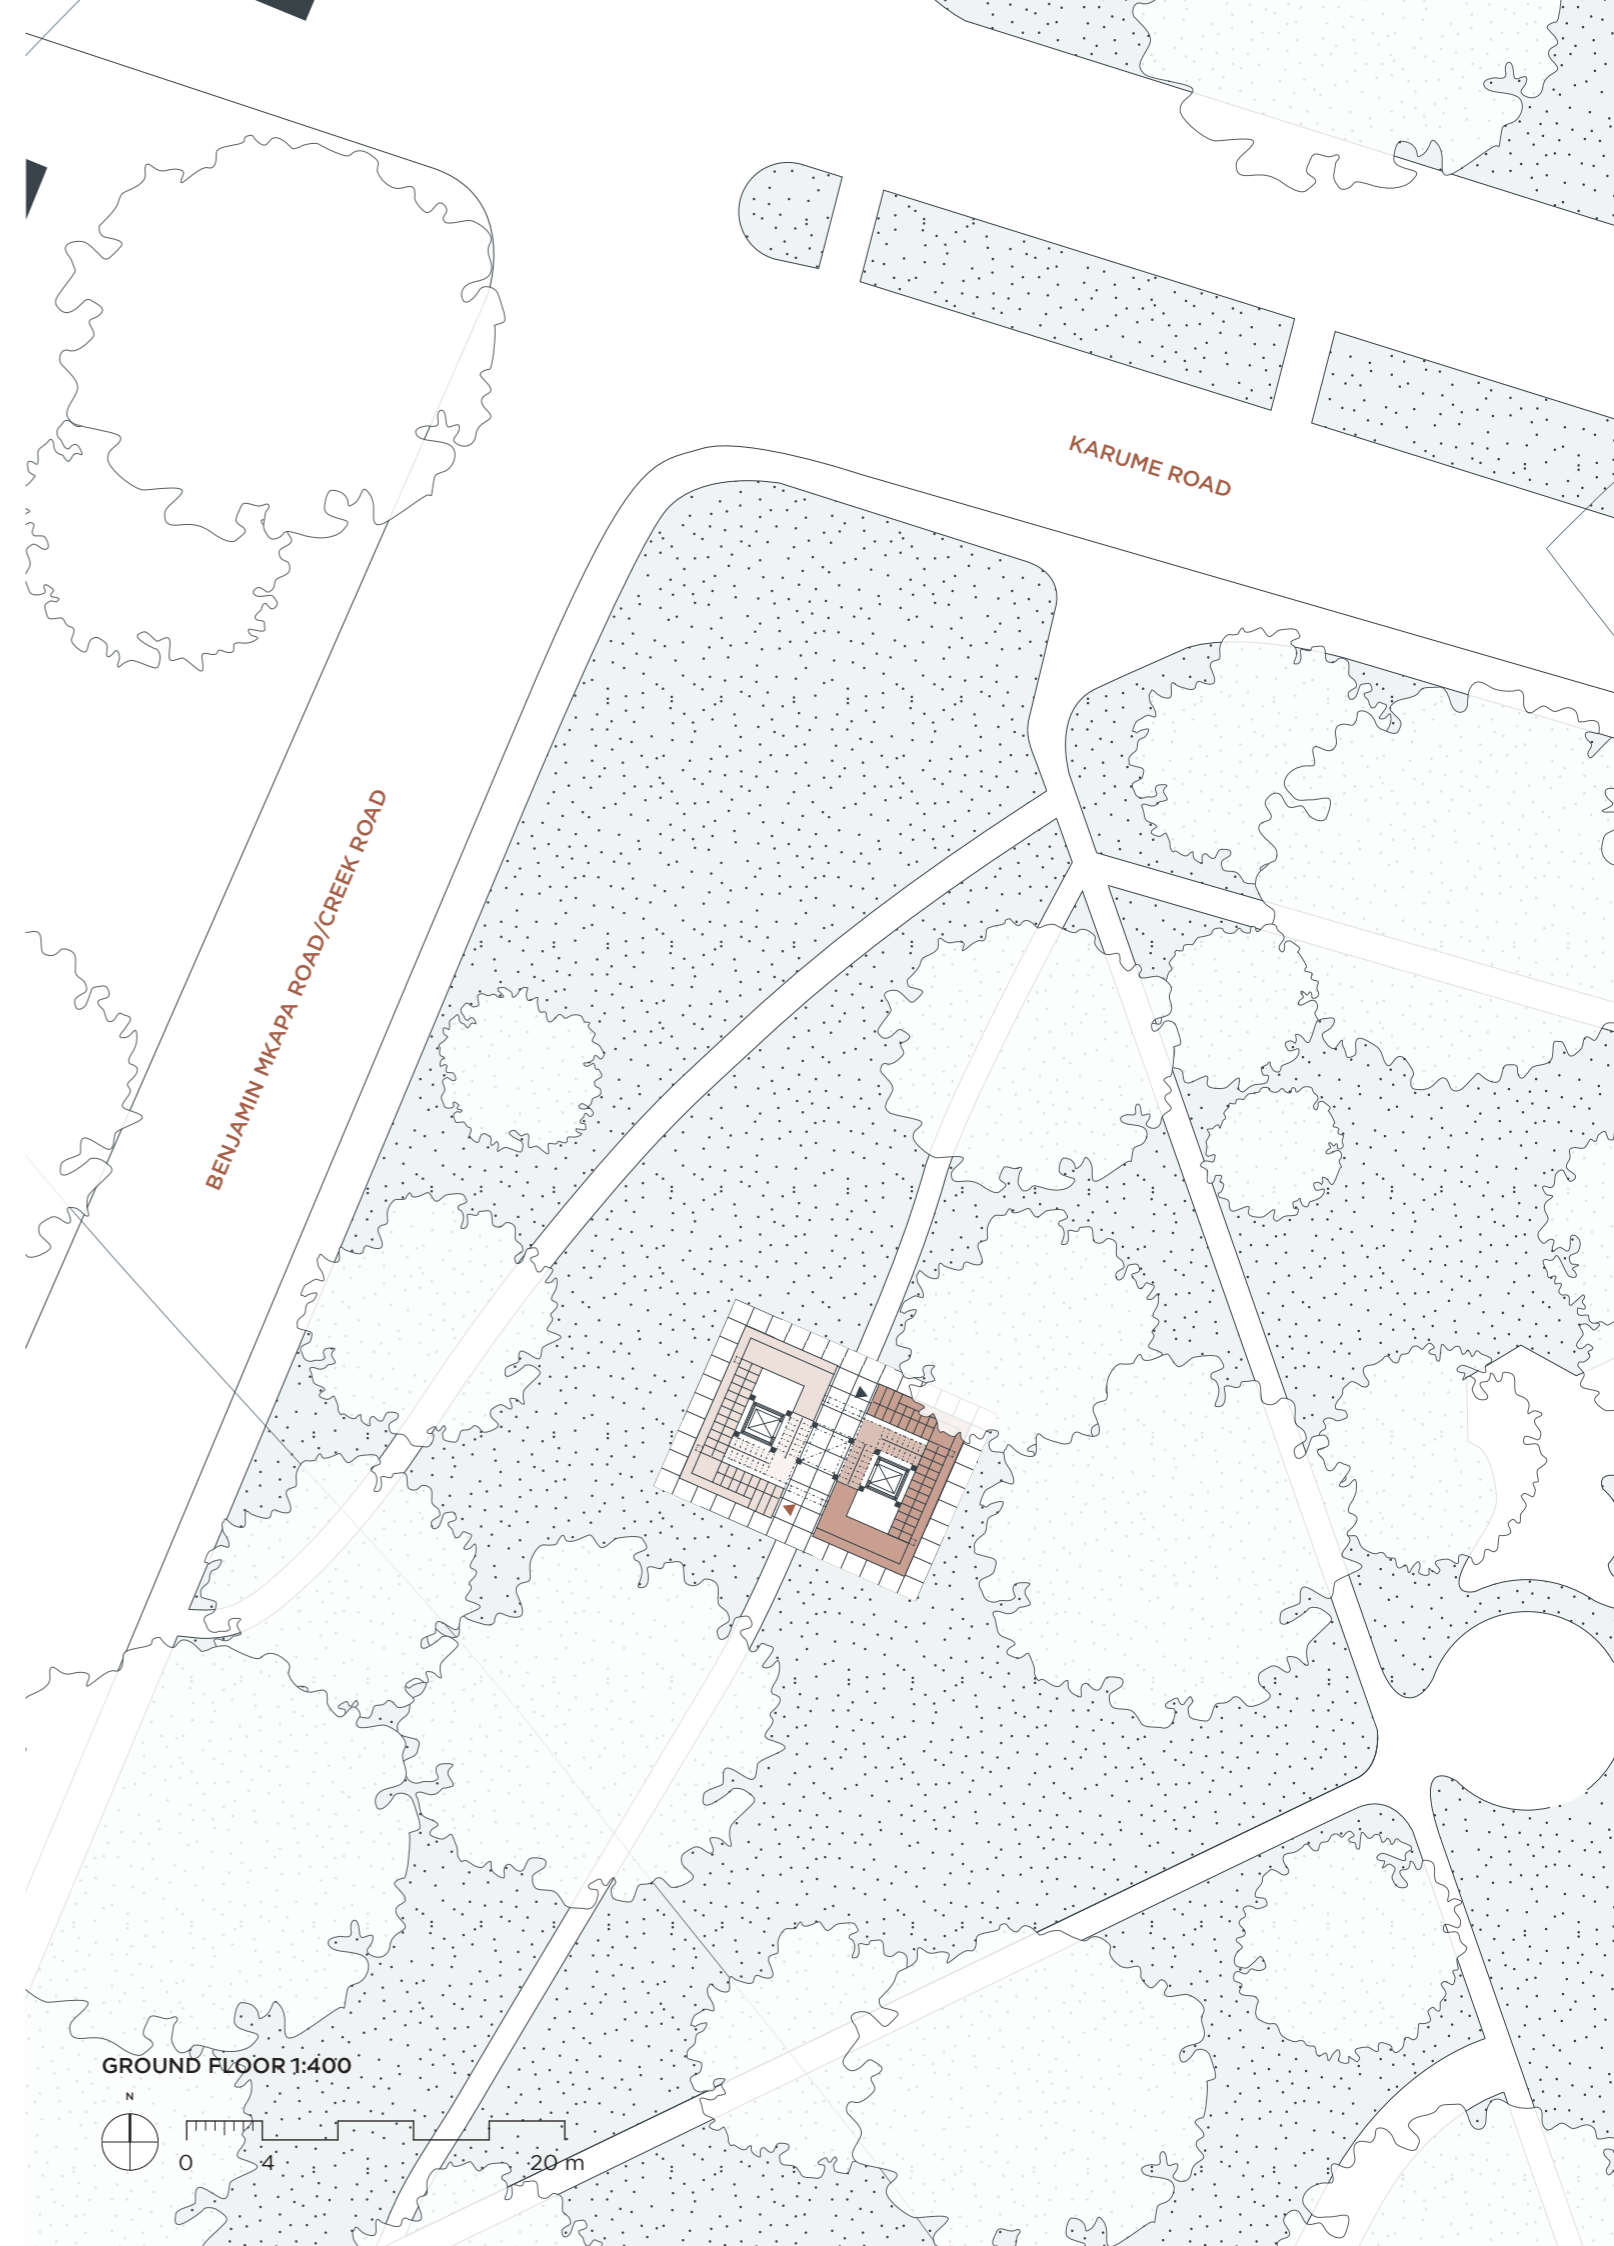 KARUME ROAD
BENJAMIN MKAPA ROAD/CREEK ROAD
GROUND FLOOR 1:400
N
0 4 20 m